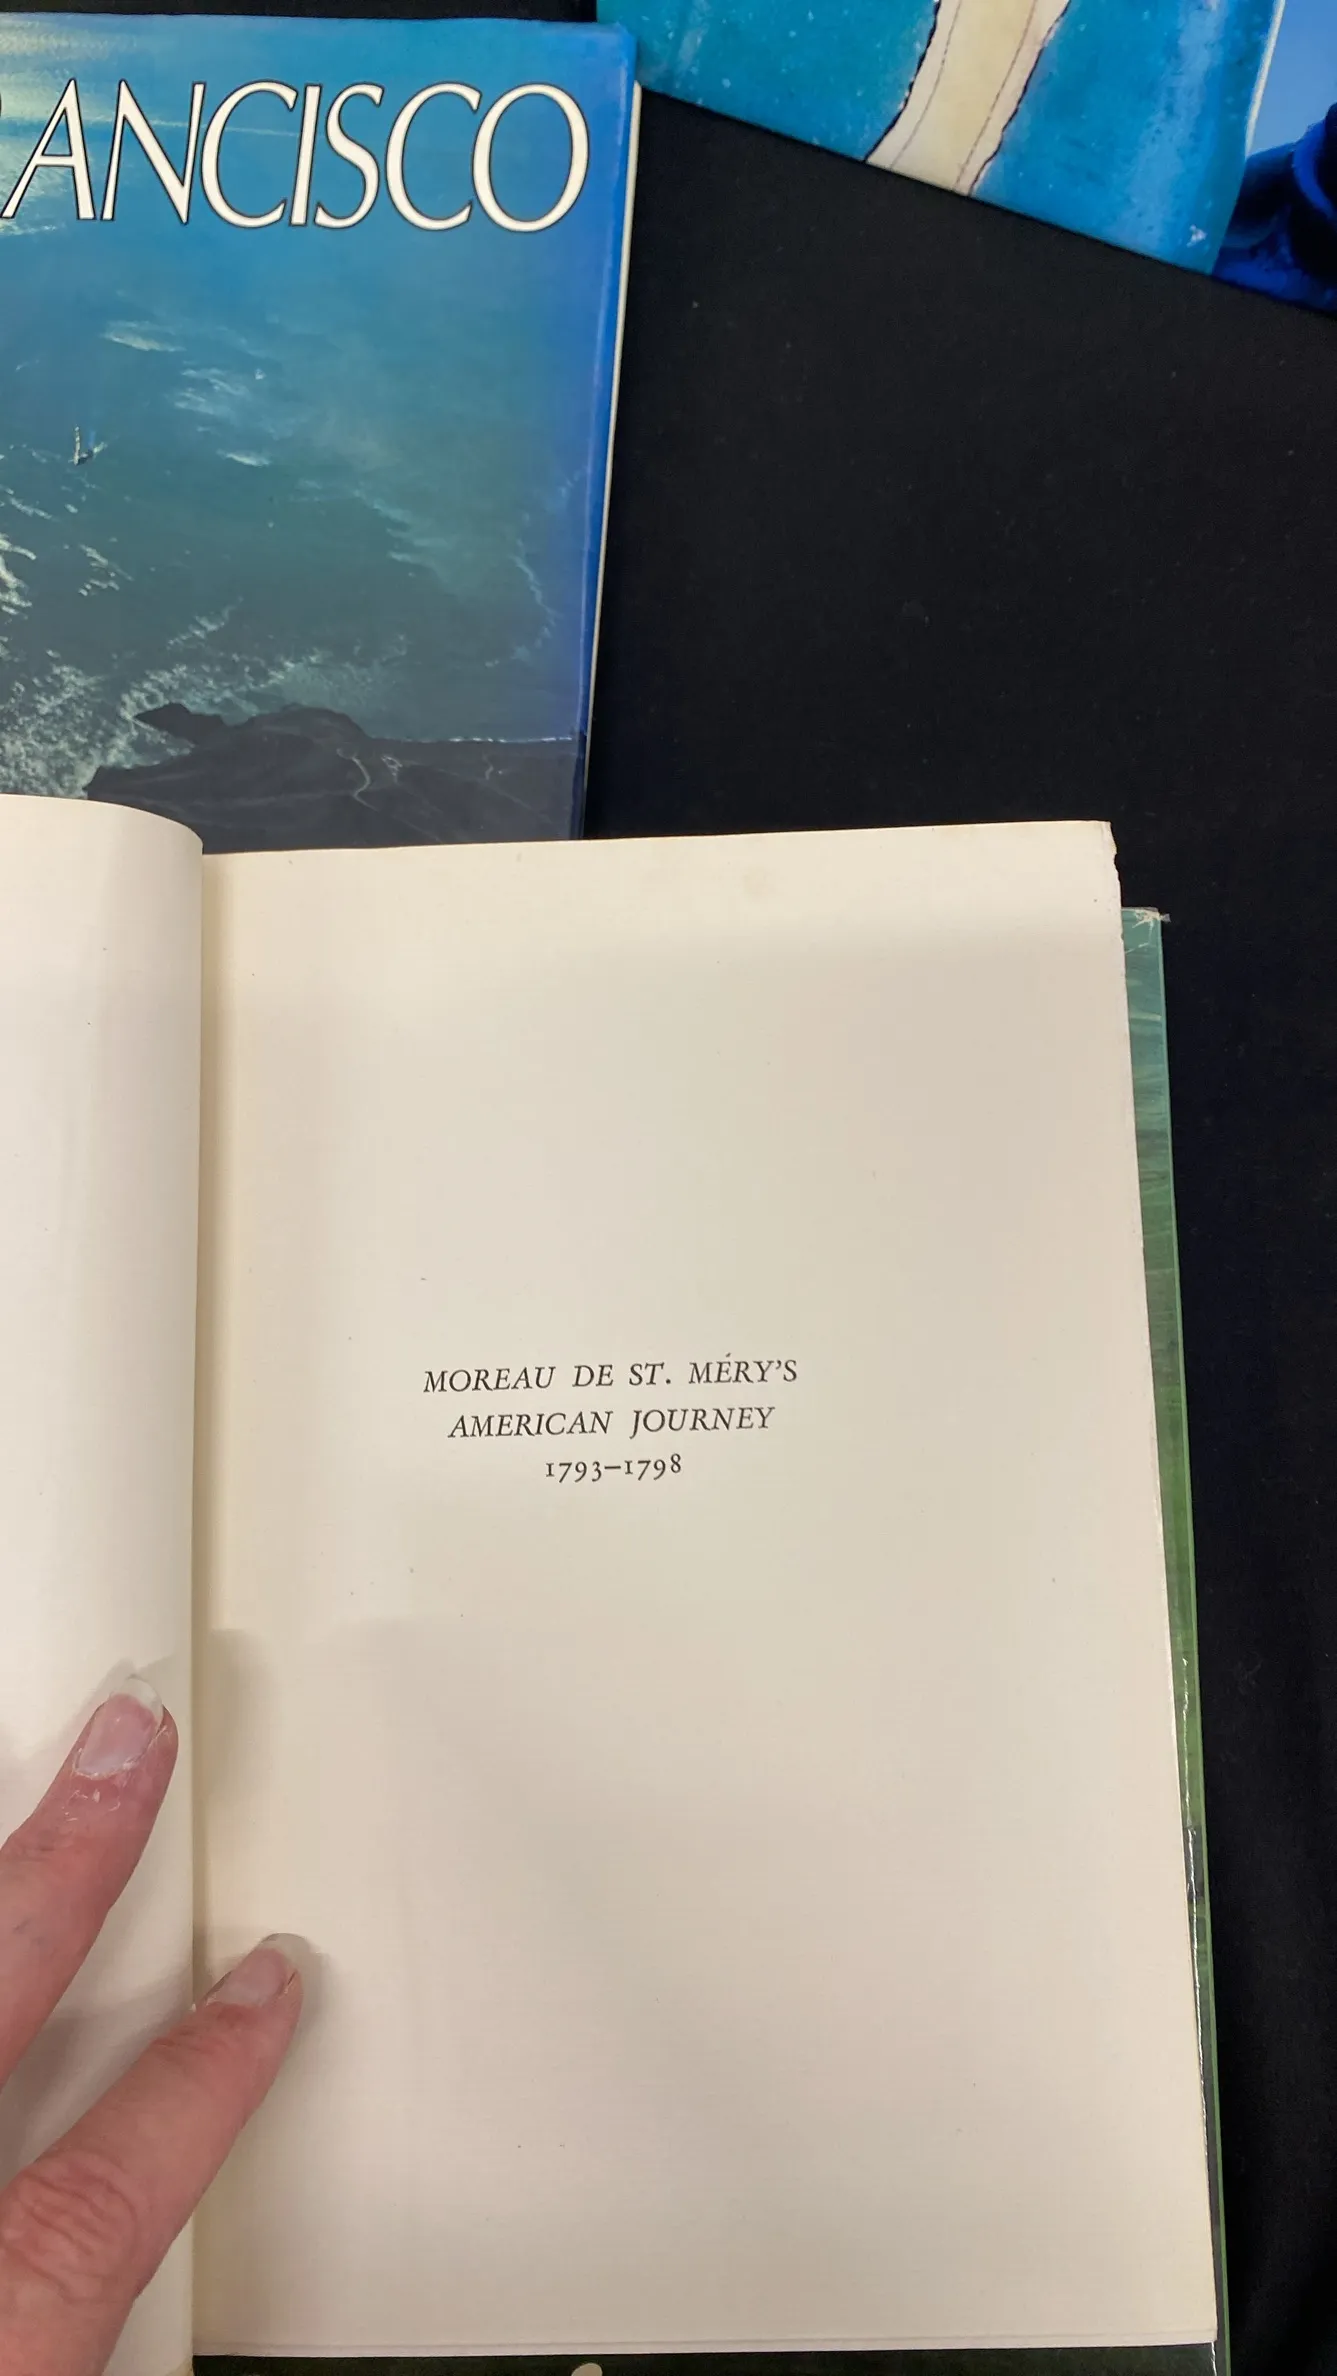 ANCISCO
MOREAU DE ST. MÉRY'S
AMERICAN JOURNEY
1793–1798